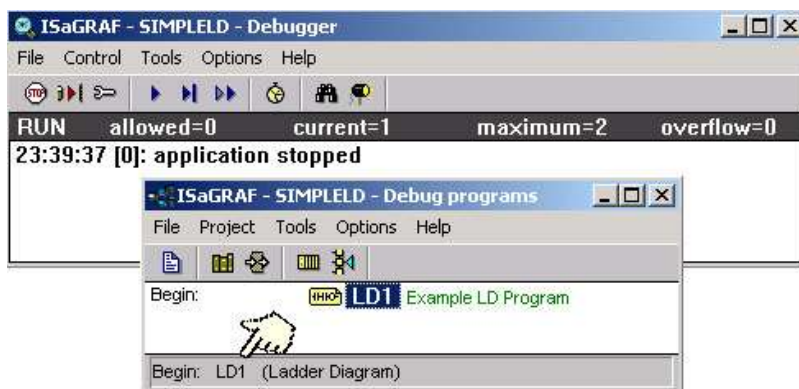 ISaGRAF - SIMPLELD - Debugger
File Control Tools Options Help
STOP
RUN allowed=0 current=1 maximum=2 overflow=0
23:39:37 [0]: application stopped
ISaGRAF - SIMPLELD - Debug programs
File Project Tools Options Help
Begin: LD1 Example LD Program
Begin: LD1 (Ladder Diagram)